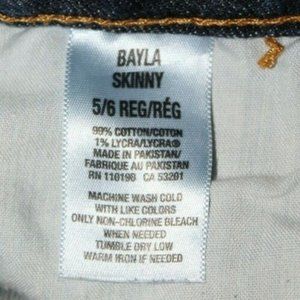 BAYLA
SKINNY
5/6 REG/RÉG
99% COTTON/COTON
1% LYCRA/LYCRA®
MADE IN PAKISTAN/
FABRIQUE AU PAKISTAN
RN 110198 CA 53201
MACHINE WASH COLD
WITH LIKE COLORS
ONLY NON-CHLORINE BLEACH
WHEN NEEDED
TUMBLE DRY LOW
WARM IRON IF NEEDED